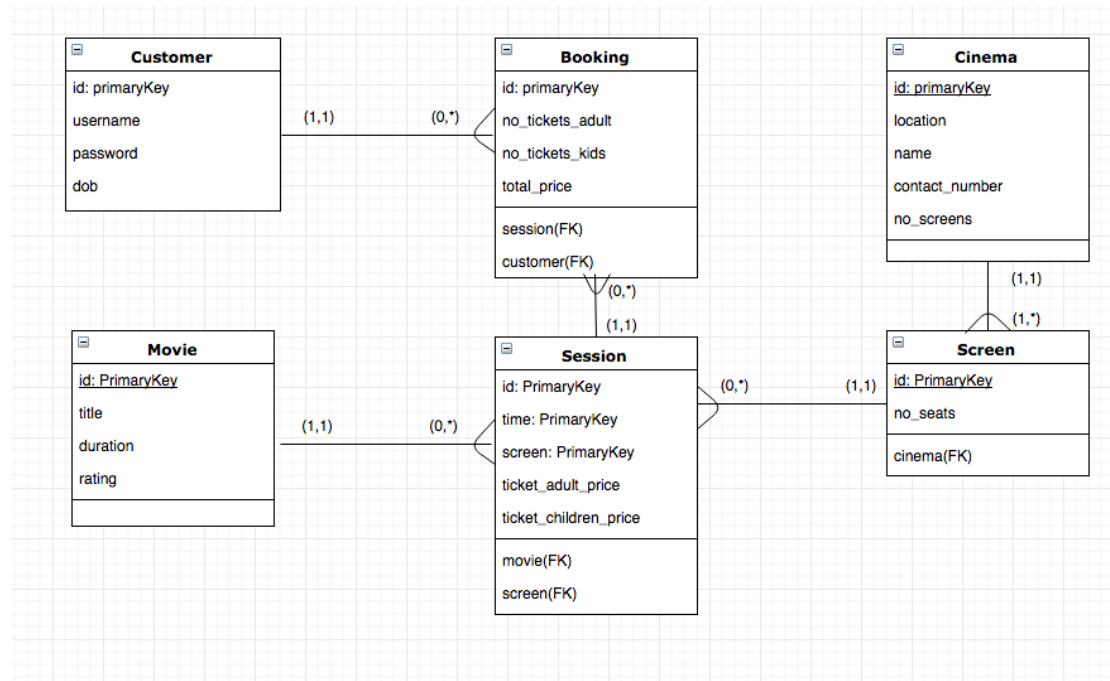 Customer
id: primaryKey
username
password
dob
(1,1)
(0,*)
Booking
id: primaryKey
no_tickets_adult
no_tickets_kids
total_price
session(FK)
customer(FK)
(0,*)
(1,1)
Cinema
id: primaryKey
location
name
contact_number
no_screens
(1,1)
(1,*)
Movie
id: PrimaryKey
title
duration
rating
(1,1)
(0,*)
Session
id: PrimaryKey
time: PrimaryKey
screen: PrimaryKey
ticket_adult_price
ticket_children_price
movie(FK)
screen(FK)
(0,*)
(1,1)
Screen
id: PrimaryKey
no_seats
cinema(FK)